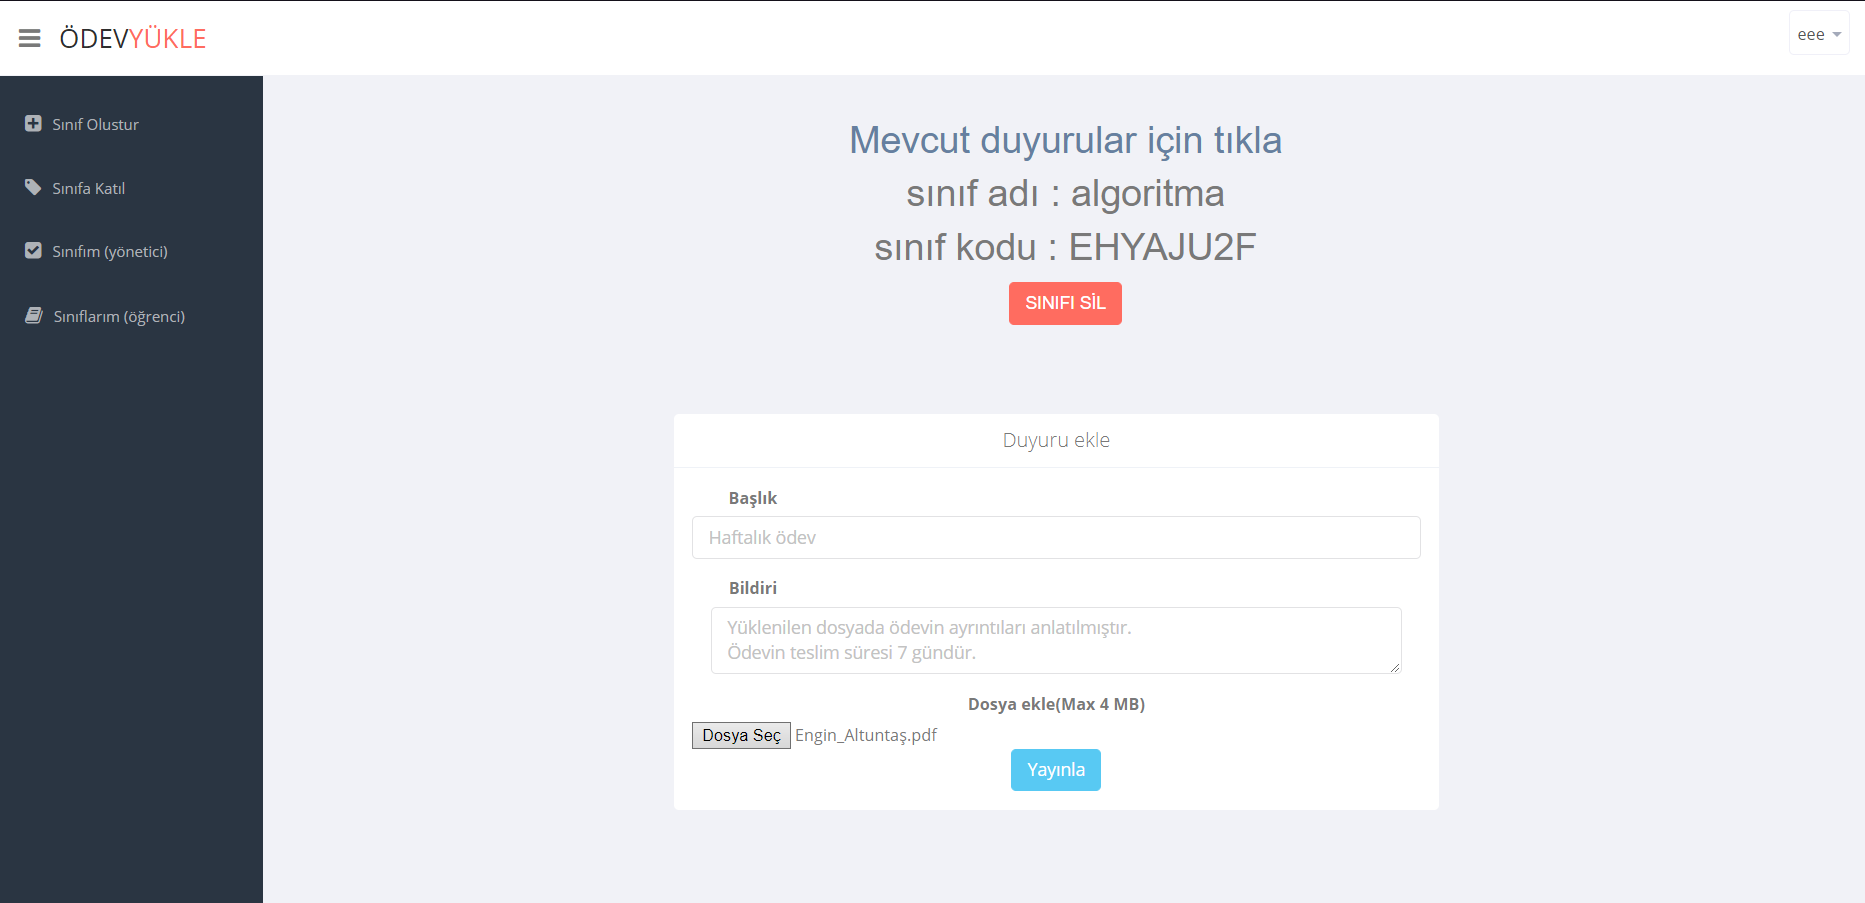 ÖDEVYÜKLE
eee
Sınıf Olustur
Sınıfa Katıl
Sınıfım (yönetici)
Sınıflarım (öğrenci)
Mevcut duyurular için tıkla
sınıf adı : algoritma
sınıf kodu : EHYAJU2F
SINIFI SİL
Duyuru ekle
Başlık
Haftalık ödev
Bildiri
Yüklenilen dosyada ödevin ayrıntıları anlatılmıştır.
Ödevin teslim süresi 7 gündür.
Dosya ekle(Max 4 MB)
Dosya Seç Engin_Altuntaş.pdf
Yayınla